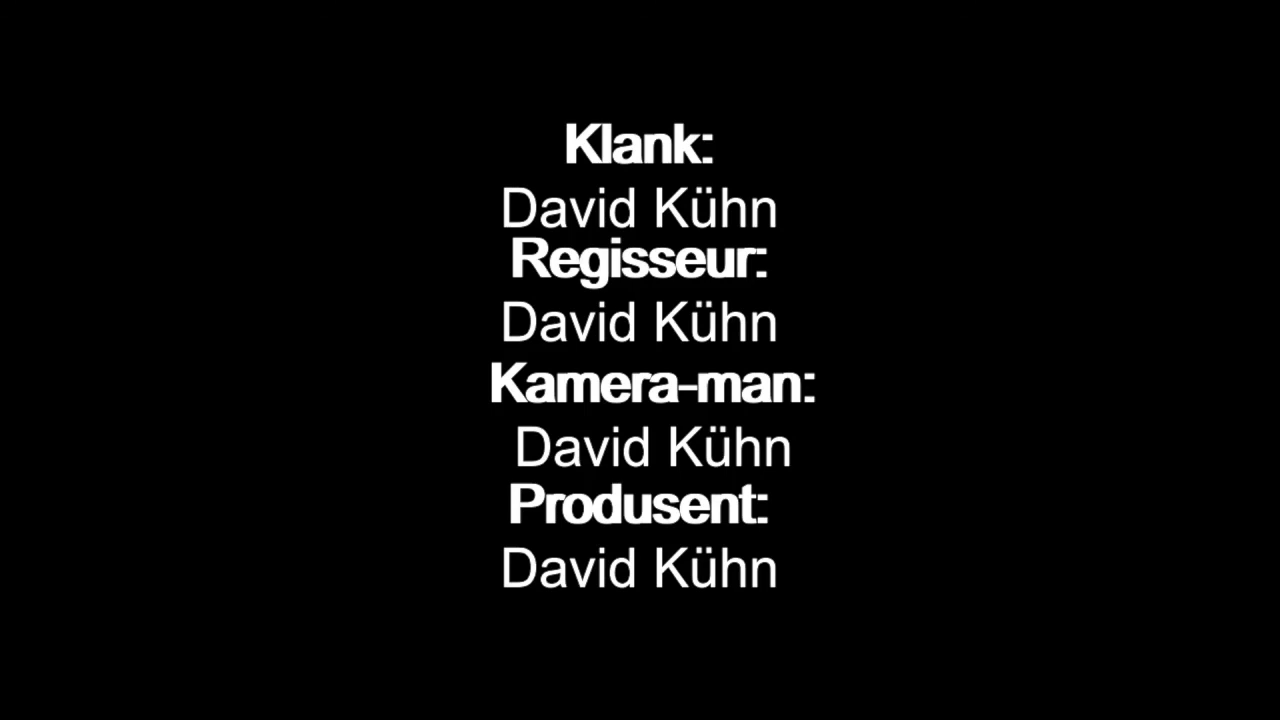 Klank:
David Kühn
Regisseur:
David Kühn
Kamera-man:
David Kühn
Produsent:
David Kühn